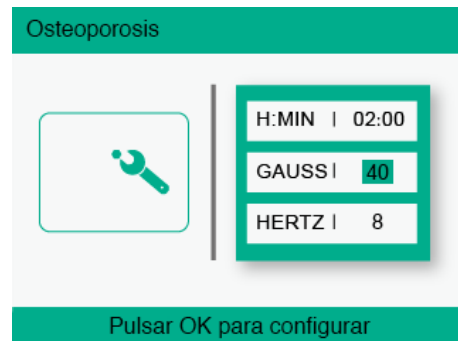 Osteoporosis
H:MIN | 02:00
GAUSS | 40
HERTZ | 8
Pulsar OK para configurar